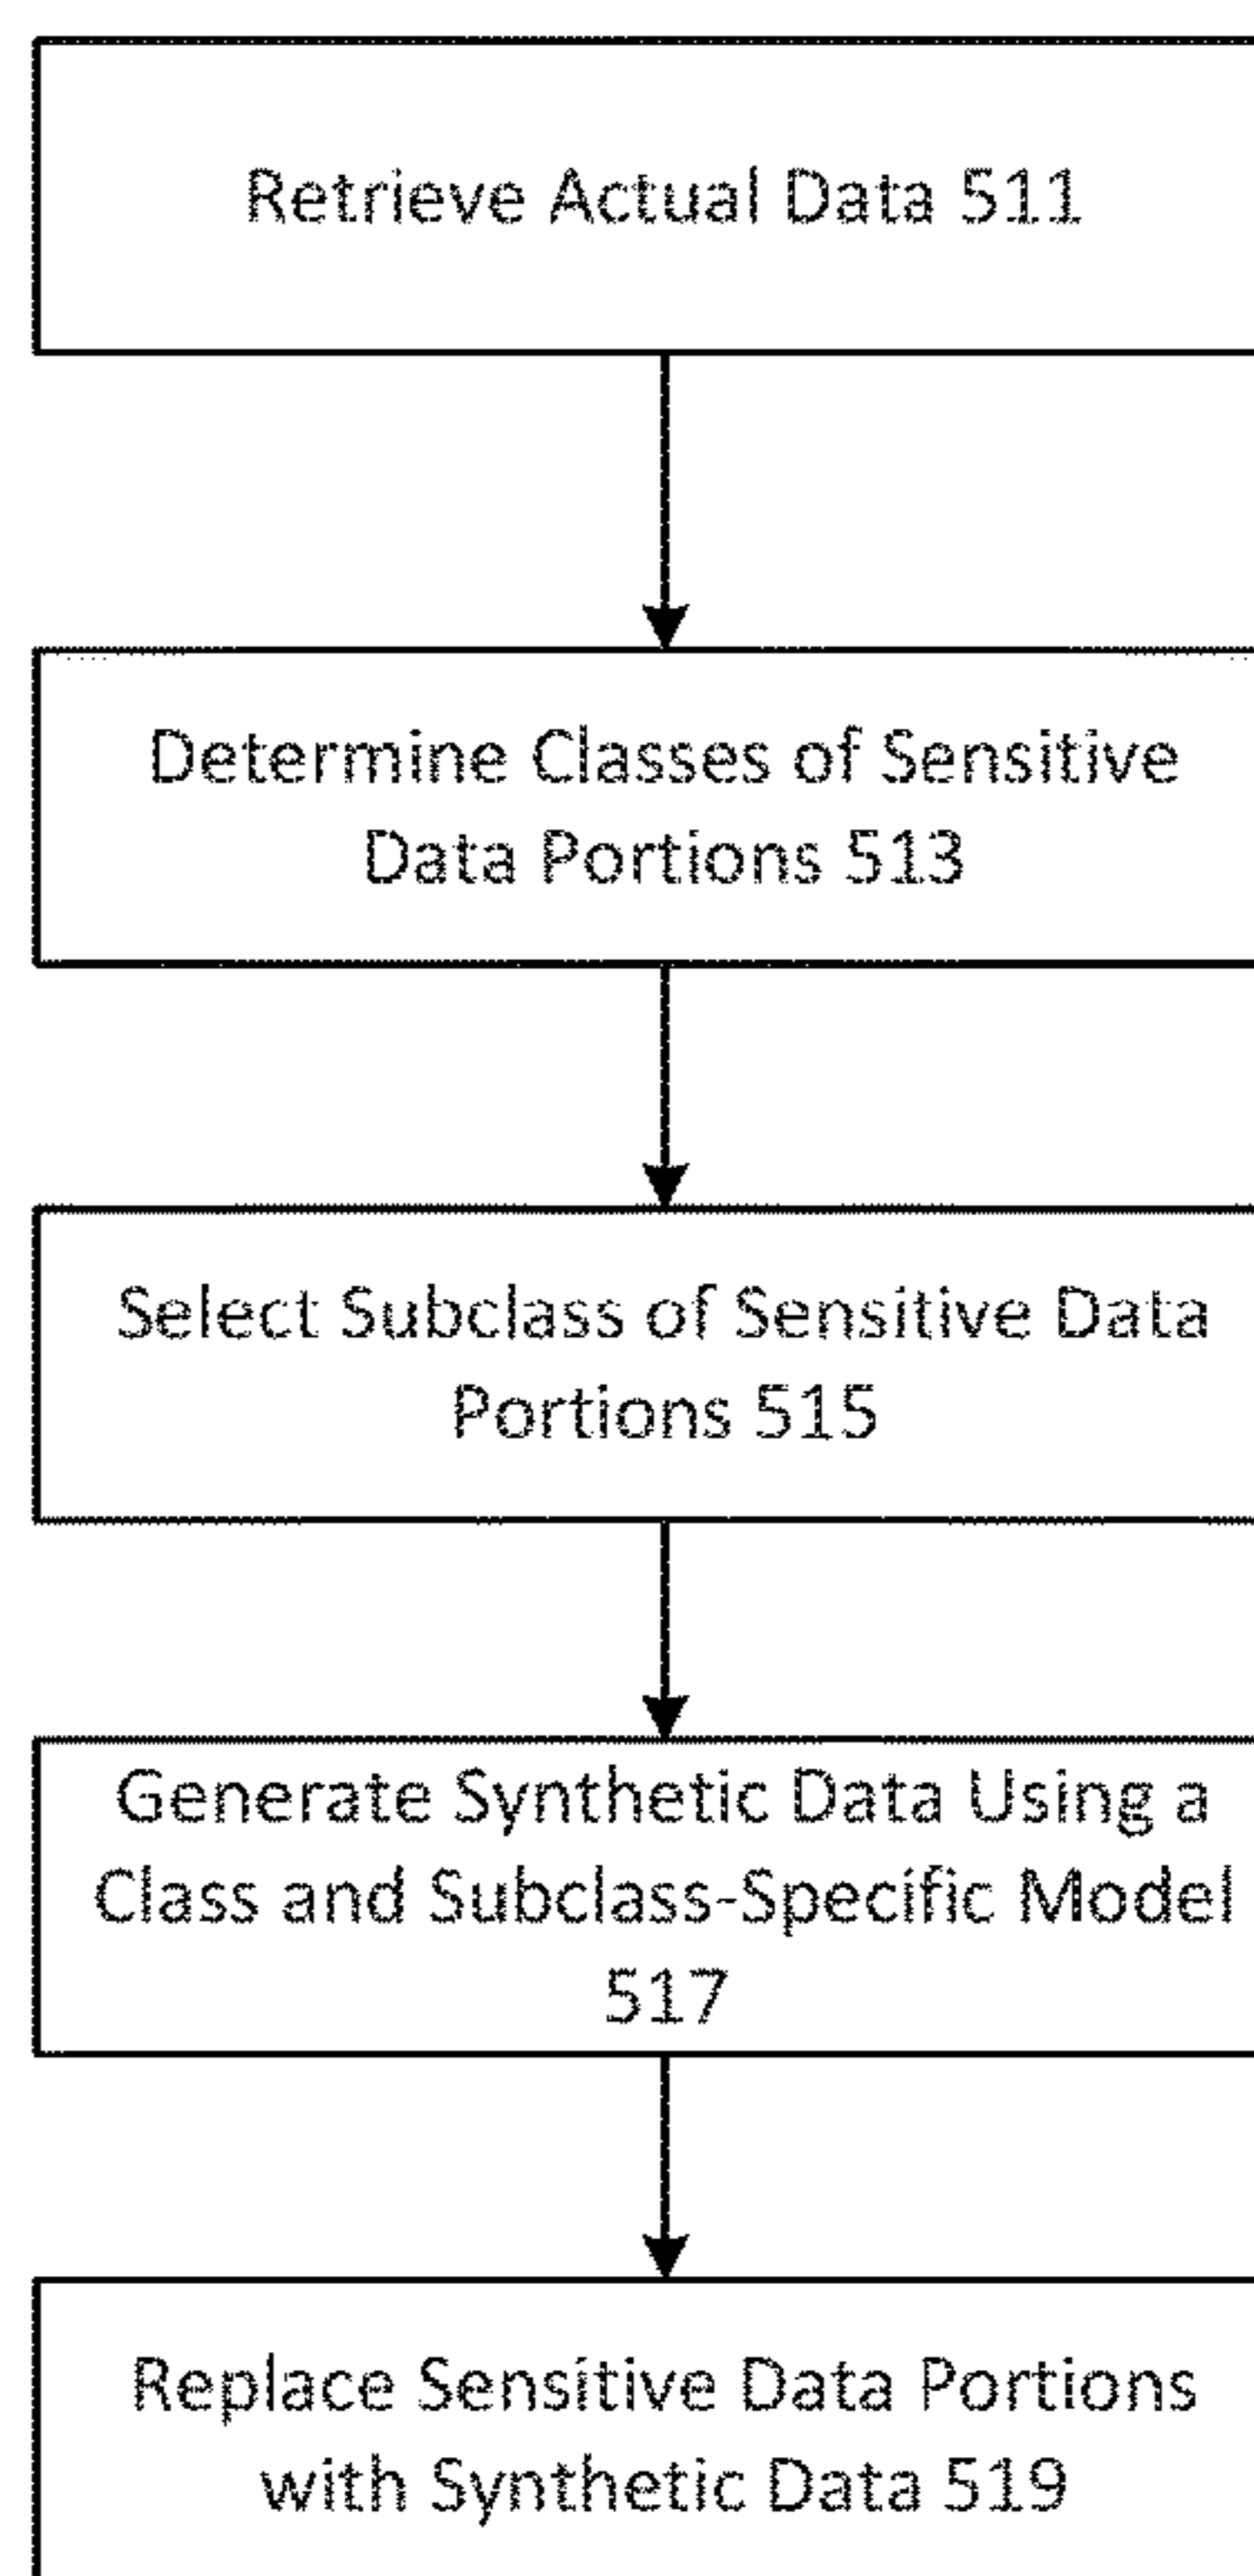 Retrieve Actual Data 511
Determine Classes of Sensitive
Data Portions 513
Select Subclass of Sensitive Data
Portions 515
Generate Synthetic Data Using a
Class and Subclass-Specific Model
517
Replace Sensitive Data Portions
with Synthetic Data 519